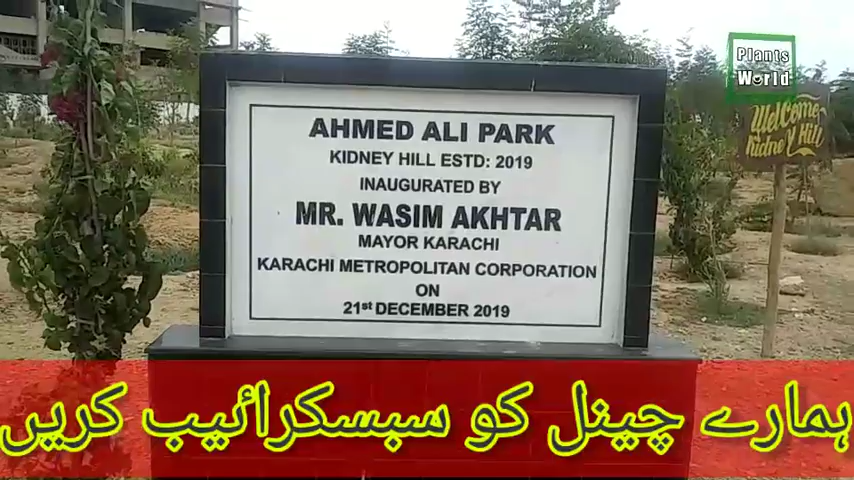 Plants
World
Welcome
Kidney Hill
AHMED ALI PARK
KIDNEY HILL ESTD: 2019
INAUGURATED BY
MR. WASIM AKHTAR
MAYOR KARACHI
KARACHI METROPOLITAN CORPORATION
ON
21st DECEMBER 2019
ہمارے چینل کو سبسکرائیب کریں